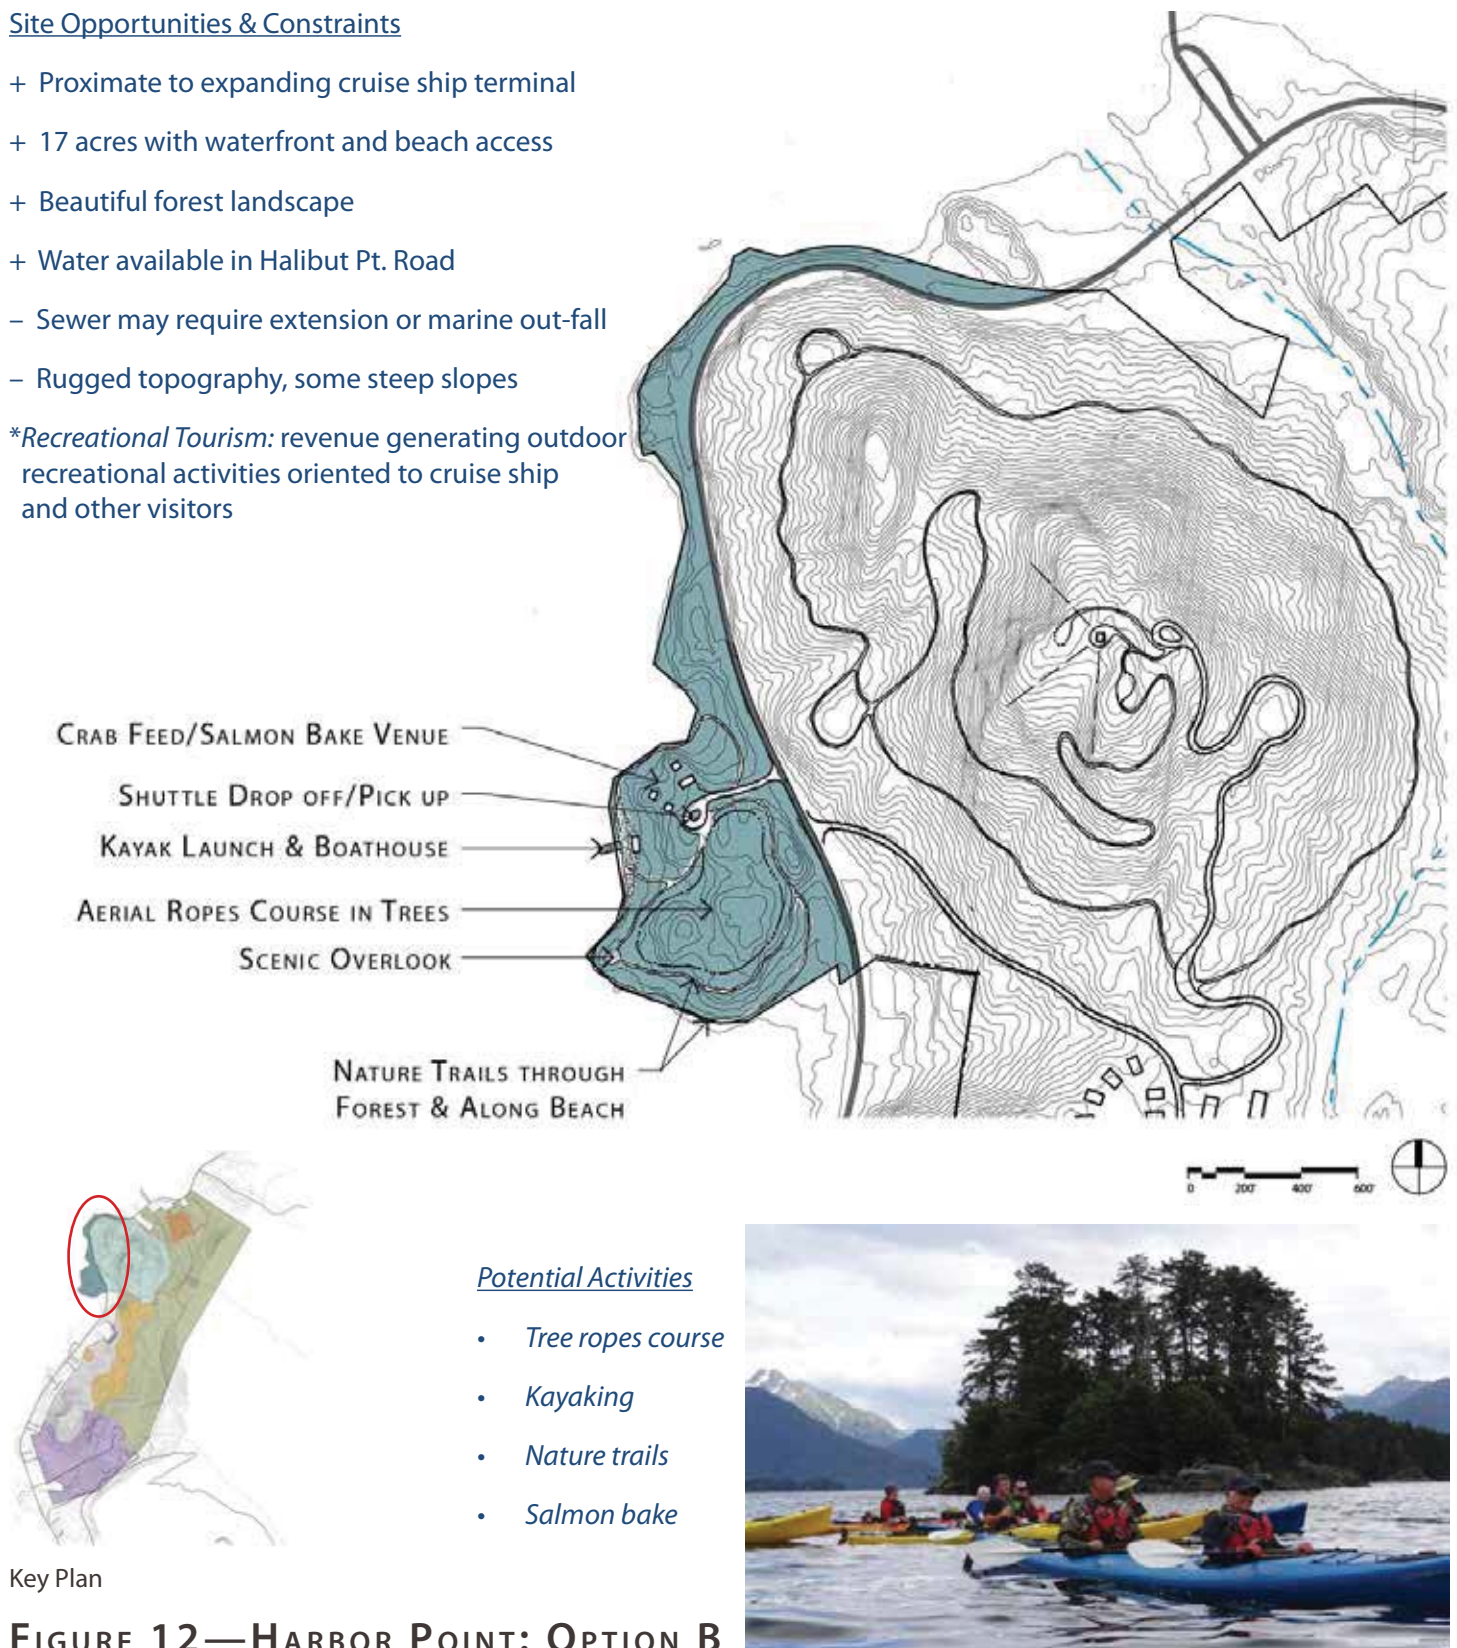 Site Opportunities & Constraints
+ Proximate to expanding cruise ship terminal
+ 17 acres with waterfront and beach access
+ Beautiful forest landscape
+ Water available in Halibut Pt. Road
– Sewer may require extension or marine out-fall
– Rugged topography, some steep slopes
*Recreational Tourism: revenue generating outdoor
recreational activities oriented to cruise ship
and other visitors
CRAB FEED/SALMON BAKE VENUE
SHUTTLE DROP OFF/PICK UP
KAYAK LAUNCH & BOATHOUSE
AERIAL ROPES COURSE IN TREES
SCENIC OVERLOOK
NATURE TRAILS THROUGH
FOREST & ALONG BEACH
0 200' 400' 600'
Potential Activities
• Tree ropes course
• Kayaking
• Nature trails
• Salmon bake
Key Plan
FIGURE 12—HARBOR POINT: OPTION B